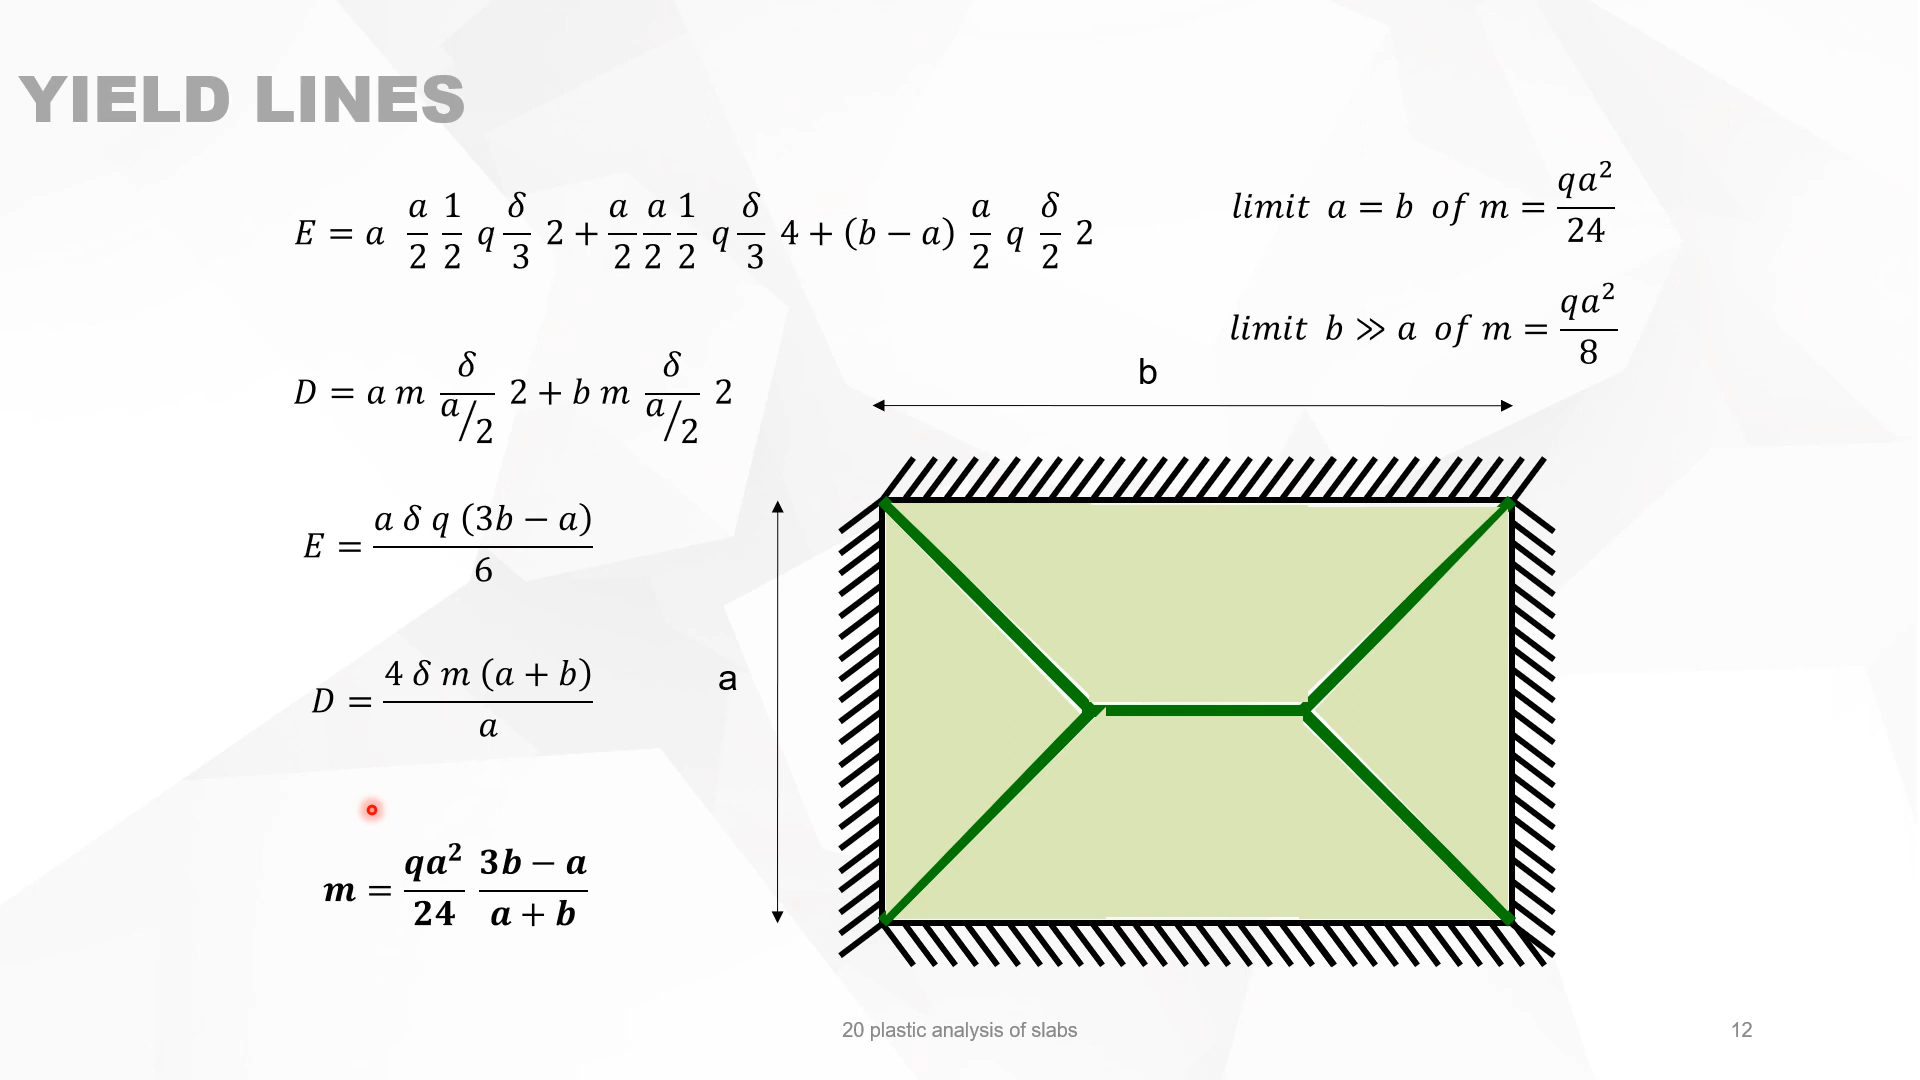 YIELD LINES
E = a a/2 1/2 q δ/3 2 + a/2 a/2 1/2 q δ/3 4 + (b − a) a/2 q δ/2 2
limit a = b of m = qa²/24
limit b ≫ a of m = qa²/8
D = a m δ/(a/2) 2 + b m δ/(a/2) 2
b
E = a δ q (3b − a)/6
D = 4 δ m (a + b)/a
a
m = qa²/24 (3b − a)/(a + b)
20 plastic analysis of slabs
12